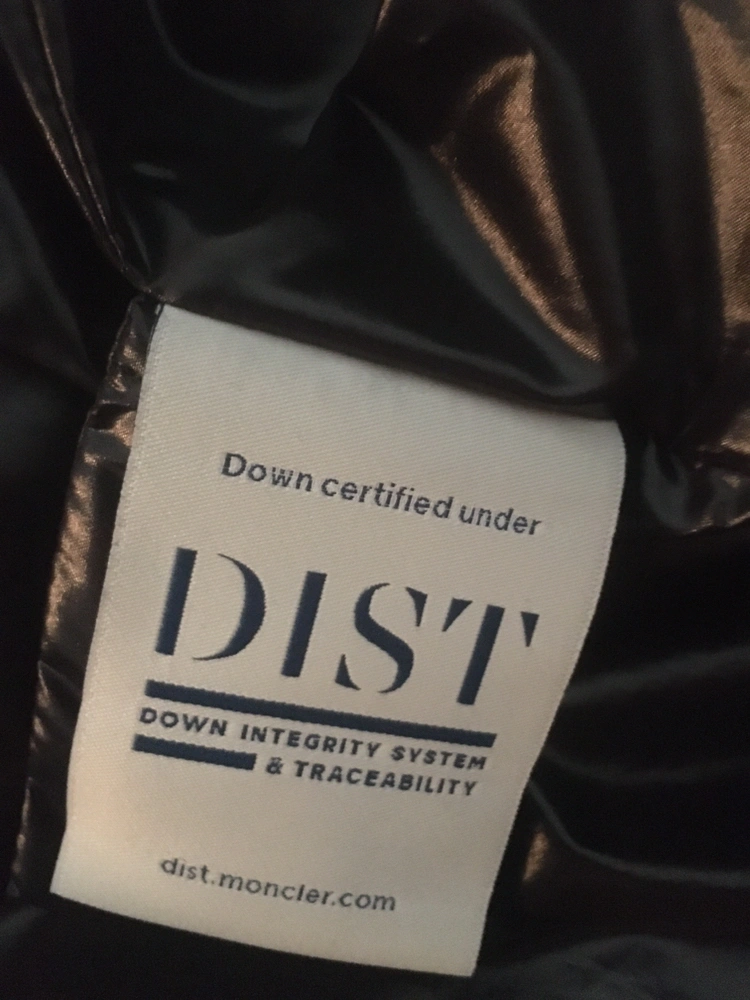 Down certified under
DIST
DOWN INTEGRITY SYSTEM
& TRACEABILITY
dist.moncler.com